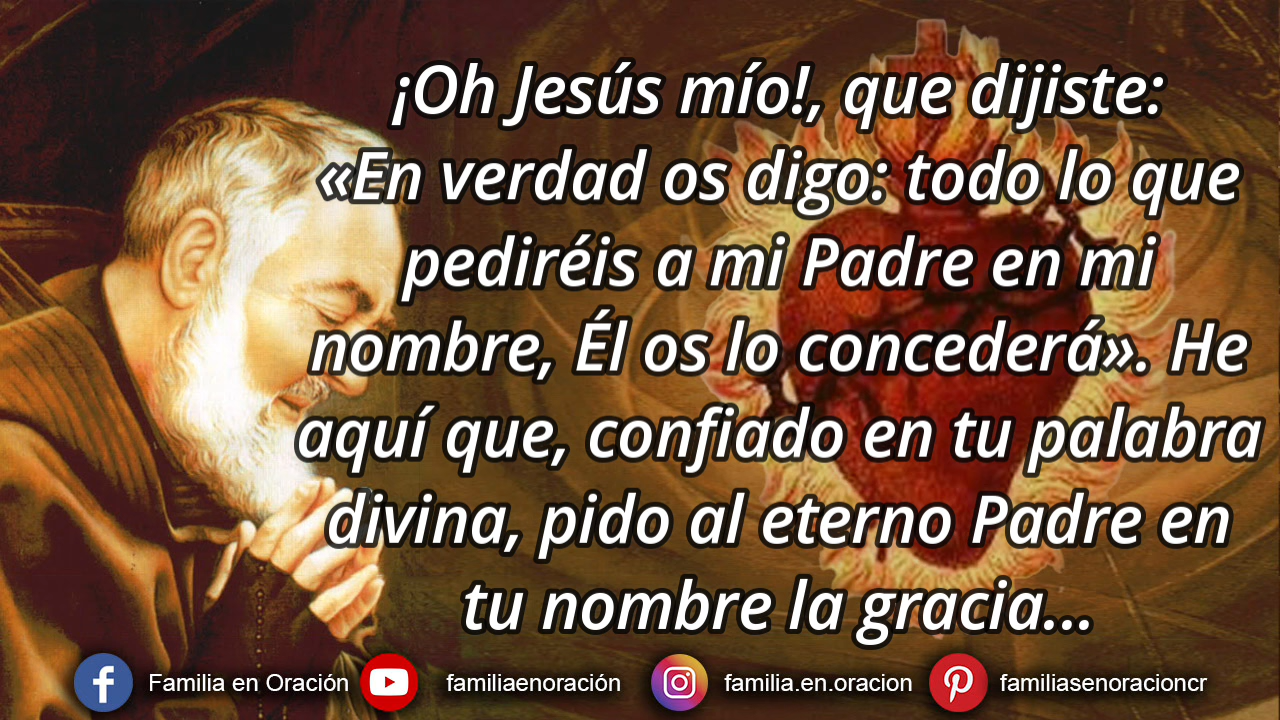 ¡Oh Jesús mío!, que dijiste:
«En verdad os digo: todo lo que
pediréis a mi Padre en mi
nombre, Él os lo concederá». He
aquí que, confiado en tu palabra
divina, pido al eterno Padre en
tu nombre la gracia...
Familia en Oración familiaenoración familia.en.oracion familiasenoracioncr